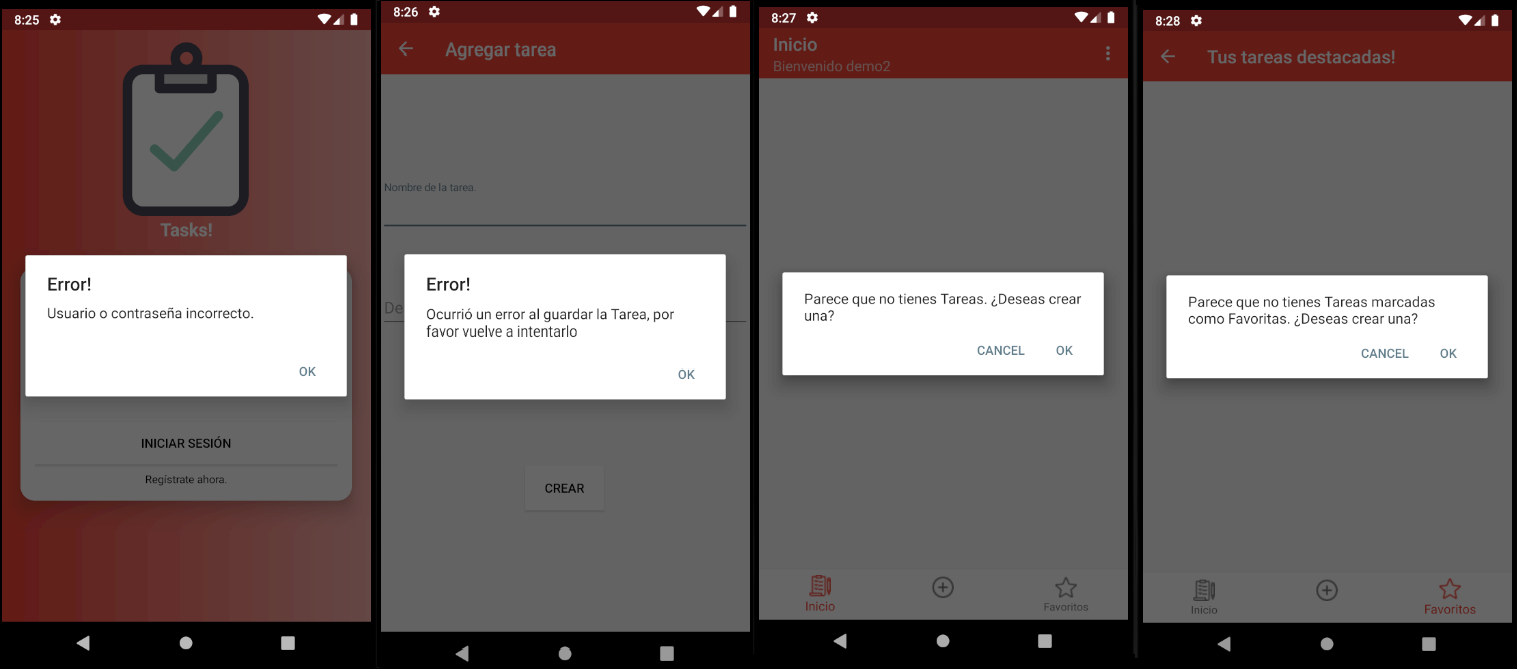 8:25
Tasks!
Error!
Usuario o contraseña incorrecto.
OK
INICIAR SESIÓN
Regístrate ahora.
8:26
Agregar tarea
Nombre de la tarea.
De
Error!
Ocurrió un error al guardar la Tarea, por
favor vuelve a intentarlo
OK
CREAR
8:27
Inicio
Bienvenido demo2
Parece que no tienes Tareas. ¿Deseas crear
una?
CANCEL OK
Inicio
Favoritos
8:28
Tus tareas destacadas!
Parece que no tienes Tareas marcadas
como Favoritas. ¿Deseas crear una?
CANCEL OK
Inicio
Favoritos